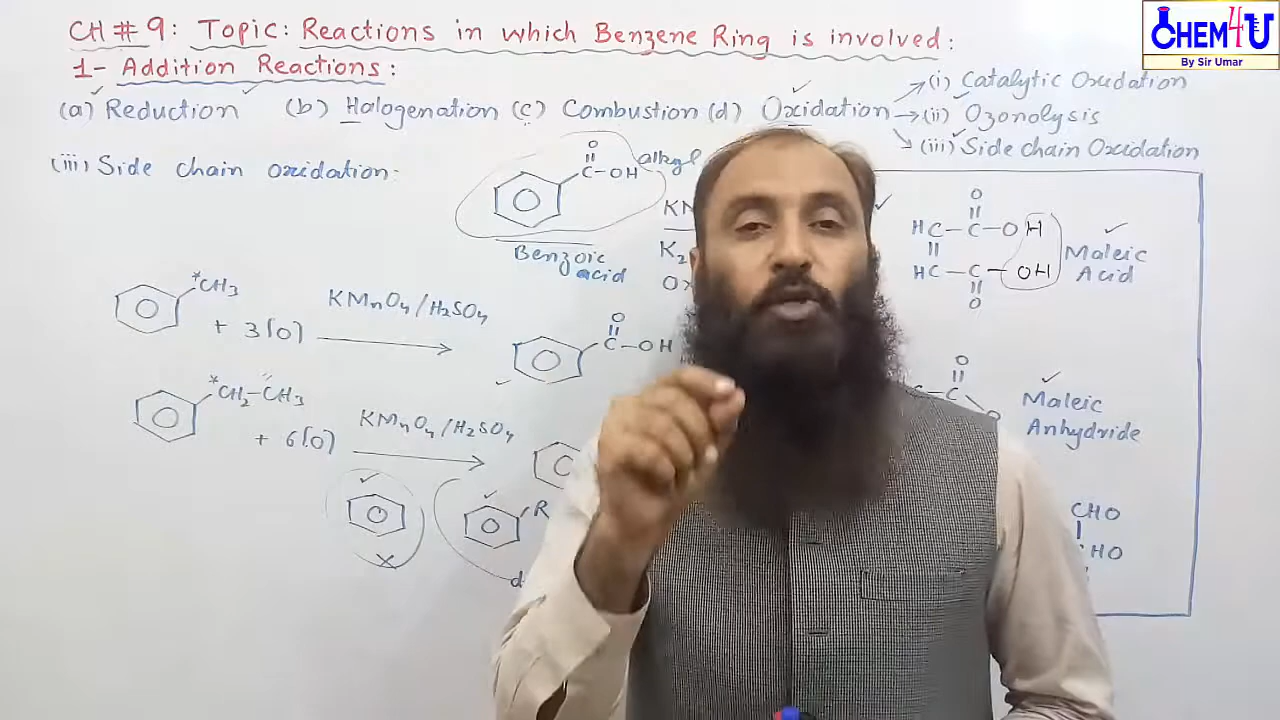 CH # 9: Topic: Reactions in which Benzene Ring is involved:
CHEM4U
By Sir Umar
1- Addition Reactions:
(a) Reduction (b) Halogenation (c) Combustion (d) Oxidation → (i) Catalytic Oxidation
→ (ii) Ozonolysis
→ (iii) Side chain Oxidation
(iii) Side chain oxidation:-
O
C-OH
alkyl
Benzoic
acid
K2
O
HC-C-OH
HC-C-OH
O
Maleic
Acid
*CH3
+ 3[O]
KMnO4/H2SO4
O
C-OH
*CH2-CH3
+ 6[O]
KMnO4/H2SO4
O
C
Maleic
Anhydride
R
CHO
CHO